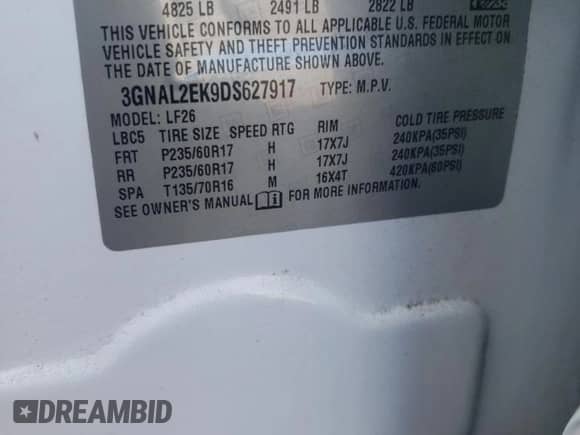 4825 LB 2491 LB 2822 LB
THIS VEHICLE CONFORMS TO ALL APPLICABLE U.S. FEDERAL MOTOR
VEHICLE SAFETY AND THEFT PREVENTION STANDARDS IN EFFECT ON
THE DATE OF MANUFACTURE SHOWN ABOVE.
3GNAL2EK9DS627917 TYPE: M.P.V.
MODEL: LF26
LBC5 TIRE SIZE SPEED RTG RIM COLD TIRE PRESSURE
FRT P235/60R17 H 17X7J 240KPA(35PSI)
RR P235/60R17 H 17X7J 240KPA(35PSI)
SPA T135/70R16 M 16X4T 420KPA(60PSI)
SEE OWNER'S MANUAL FOR MORE INFORMATION.
DREAMBID